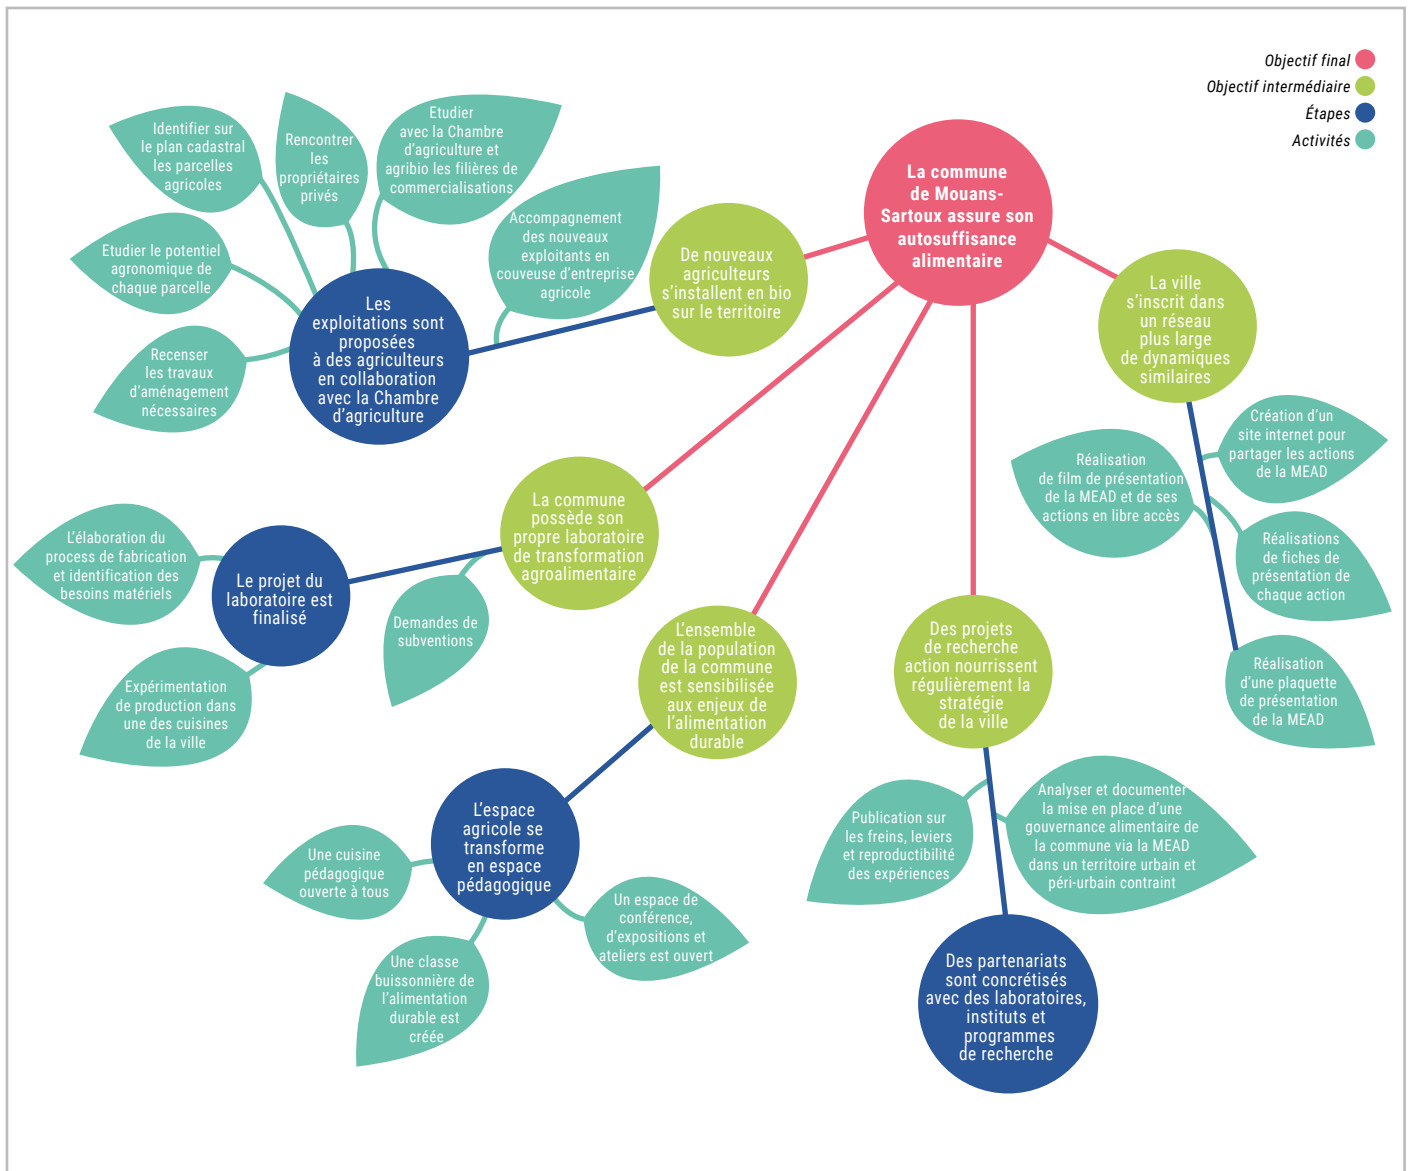 Objectif final
Objectif intermédiaire
Étapes
Activités
La commune
de Mouans-
Sartoux assure son
autosuffisance
alimentaire
De nouveaux
agriculteurs
s'installent en bio
sur le territoire
Accompagnement
des nouveaux
exploitants en
couveuse d'entreprise
agricole
Les
exploitations sont
proposées
à des agriculteurs
en collaboration
avec la Chambre
d'agriculture
Etudier
avec la Chambre
d'agriculture et
agribio les filières de
commercialisations
Rencontrer
les
propriétaires
privés
Identifier sur
le plan cadastral
les parcelles
agricoles
Etudier le potentiel
agronomique de
chaque parcelle
Recenser
les travaux
d'aménagement
nécessaires
La commune
possède son
propre laboratoire
de transformation
agroalimentaire
Demandes de
subventions
Le projet du
laboratoire est
finalisé
L'élaboration du
process de fabrication
et identification des
besoins matériels
Expérimentation
de production dans
une des cuisines
de la ville
L'ensemble
de la population
de la commune
est sensibilisée
aux enjeux de
l'alimentation
durable
L'espace
agricole se
transforme
en espace
pédagogique
Une cuisine
pédagogique
ouverte à tous
Une classe
buissonnière de
l'alimentation
durable est
créée
Un espace de
conférence,
d'expositions et
ateliers est ouvert
Des projets
de recherche
action nourrissent
régulièrement la
stratégie
de la ville
Publication sur
les freins, leviers
et reproductibilité
des expériences
Analyser et documenter
la mise en place d'une
gouvernance alimentaire de
la commune via la MEAD
dans un territoire urbain et
péri-urbain contraint
Des partenariats
sont concrétisés
avec des laboratoires,
instituts et
programmes
de recherche
La ville
s'inscrit dans
un réseau
plus large
de dynamiques
similaires
Création d'un
site internet pour
partager les actions
de la MEAD
Réalisation
de film de présentation
de la MEAD et de ses
actions en libre accès
Réalisations
de fiches de
présentation de
chaque action
Réalisation
d'une plaquette
de présentation
de la MEAD